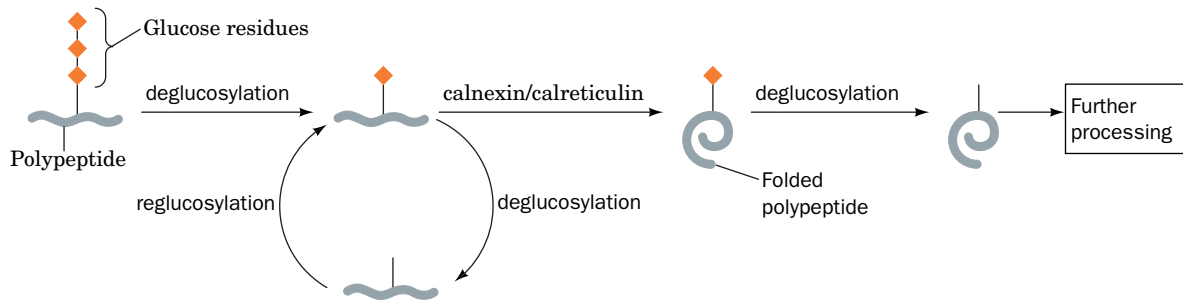 Glucose residues
deglucosylation
calnexin/calreticulin
deglucosylation
Further
processing
Polypeptide
Folded
polypeptide
reglucosylation
deglucosylation